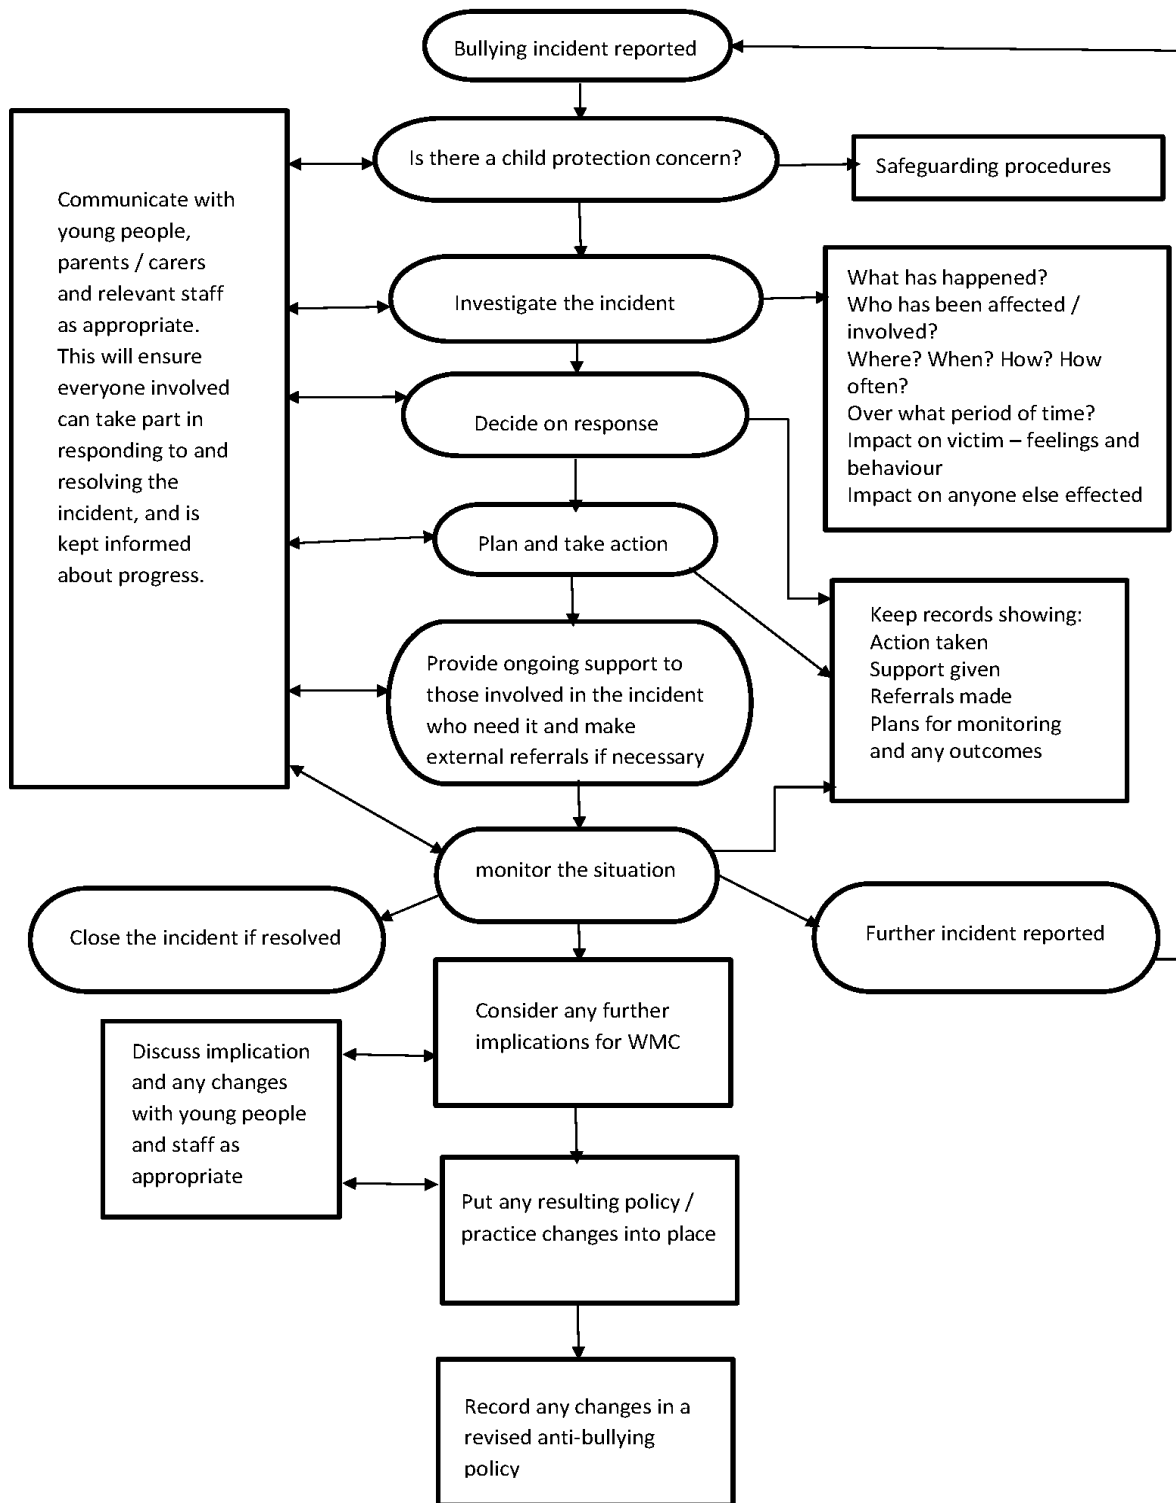 Bullying incident reported
Is there a child protection concern?
Safeguarding procedures
Communicate with
young people,
parents / carers
and relevant staff
as appropriate.
This will ensure
everyone involved
can take part in
responding to and
resolving the
incident, and is
kept informed
about progress.
Investigate the incident
What has happened?
Who has been affected /
involved?
Where? When? How? How
often?
Over what period of time?
Impact on victim – feelings and
behaviour
Impact on anyone else effected
Decide on response
Plan and take action
Keep records showing:
Action taken
Support given
Referrals made
Plans for monitoring
and any outcomes
Provide ongoing support to
those involved in the incident
who need it and make
external referrals if necessary
monitor the situation
Close the incident if resolved
Further incident reported
Consider any further
implications for WMC
Discuss implication
and any changes
with young people
and staff as
appropriate
Put any resulting policy /
practice changes into place
Record any changes in a
revised anti-bullying
policy